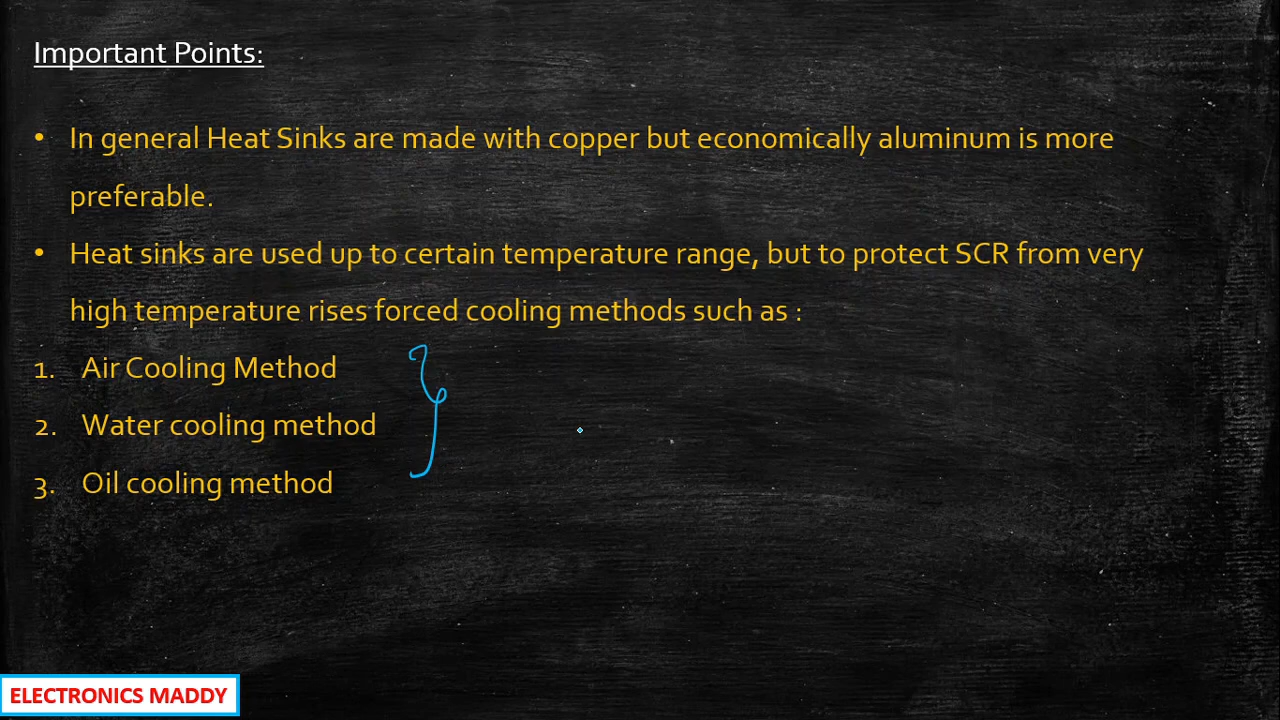 Important Points:
• In general Heat Sinks are made with copper but economically aluminum is more
preferable.
• Heat sinks are used up to certain temperature range, but to protect SCR from very
high temperature rises forced cooling methods such as :
1. Air Cooling Method
2. Water cooling method
3. Oil cooling method
ELECTRONICS MADDY